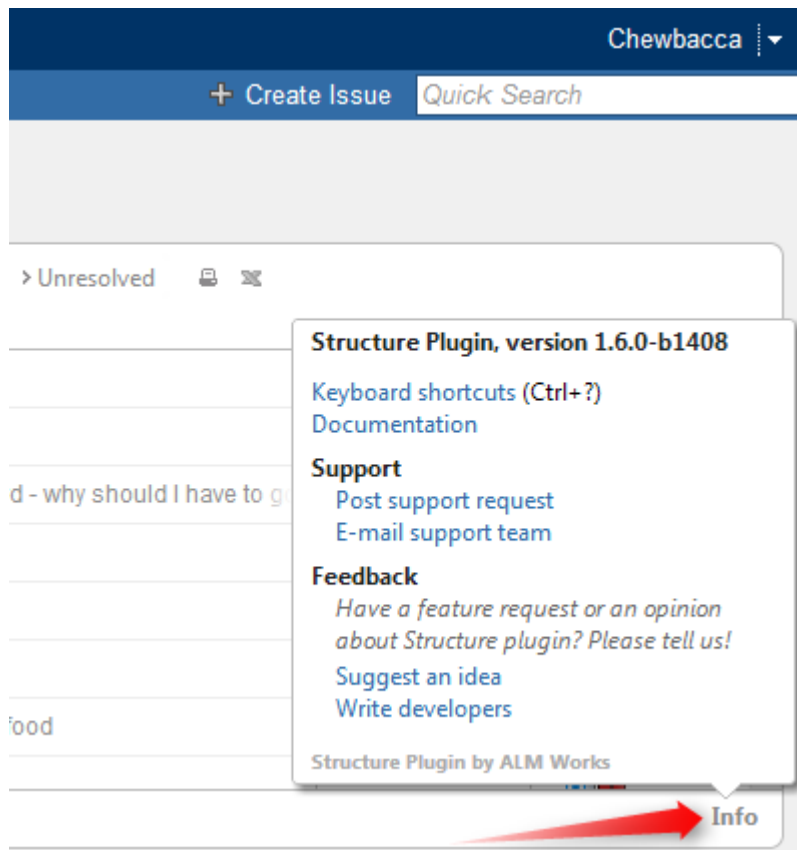 Chewbacca
Create Issue
Quick Search
Unresolved
Structure Plugin, version 1.6.0-b1408
Keyboard shortcuts (Ctrl+?)
Documentation
d - why should I have to
Support
Post support request
E-mail support team
Feedback
Have a feature request or an opinion
about Structure plugin? Please tell us!
Suggest an idea
Write developers
food
Structure Plugin by ALM Works
Info